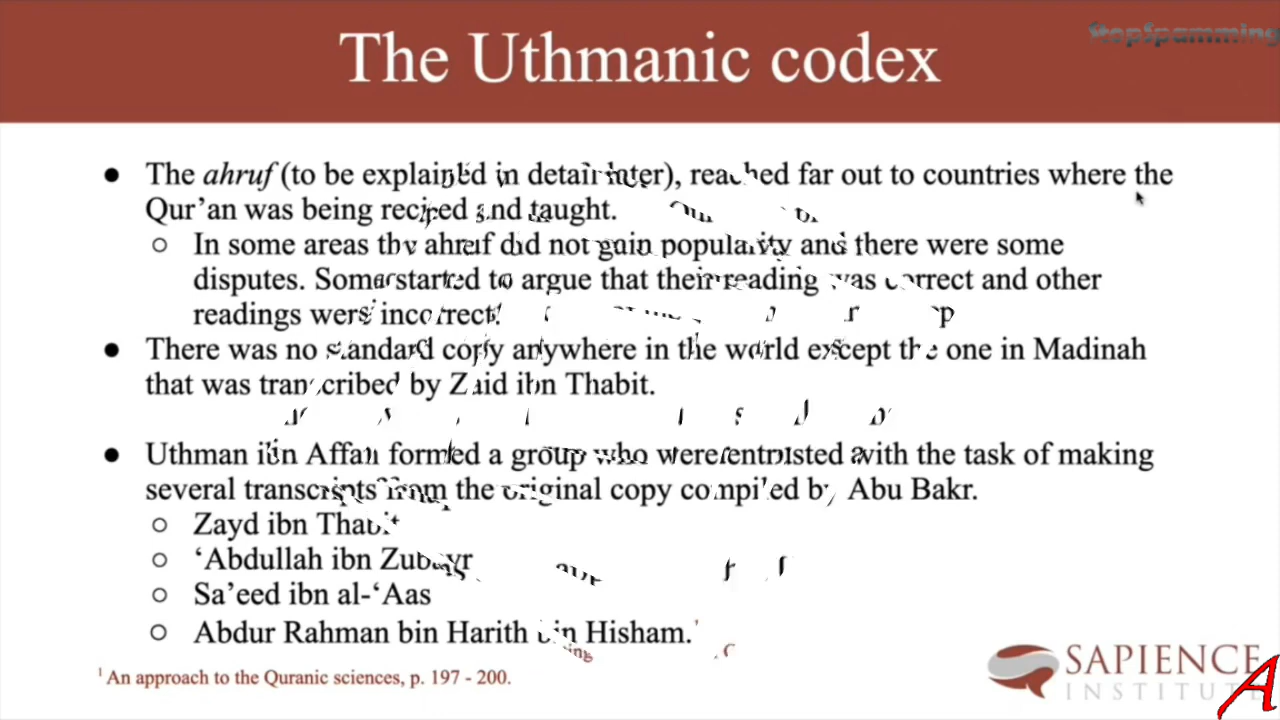 StopSpamming
The Uthmanic codex
● The ahruf (to be explained in detail later), reached far out to countries where the
Qur’an was being recited and taught.
○ In some areas the ahruf did not gain popularity and there were some
disputes. Some started to argue that their reading was correct and other
readings were incorrect.
● There was no standard copy anywhere in the world except the one in Madinah
that was transcribed by Zaid ibn Thabit.
● Uthman ibn Affan formed a group who were entrusted with the task of making
several transcripts from the original copy compiled by Abu Bakr.
○ Zayd ibn Thabit
○ ‘Abdullah ibn Zubayr
○ Sa’eed ibn al-‘Aas
○ Abdur Rahman bin Harith bin Hisham.
1 An approach to the Quranic sciences, p. 197 - 200.
SAPIENCE
INSTITUTE
A